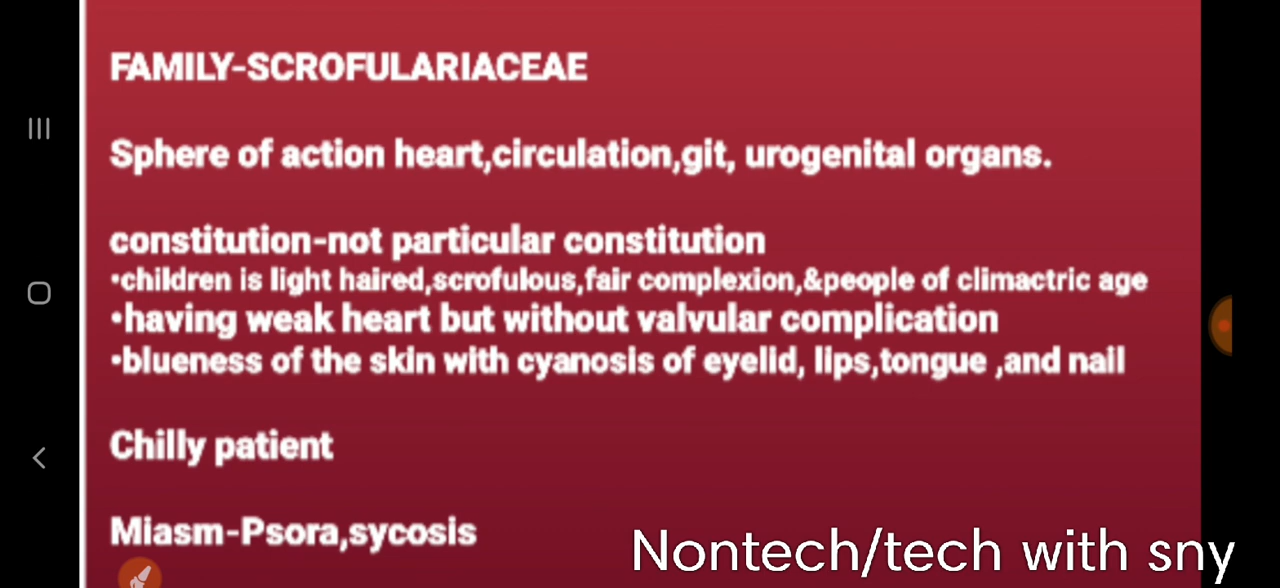 FAMILY-SCROFULARIACEAE
Sphere of action heart,circulation,git, urogenital organs.
constitution-not particular constitution
•children is light haired,scrofulous,fair complexion,&people of climactric age
•having weak heart but without valvular complication
•blueness of the skin with cyanosis of eyelid, lips,tongue ,and nail
Chilly patient
Miasm-Psora,sycosis
Nontech/tech with sny